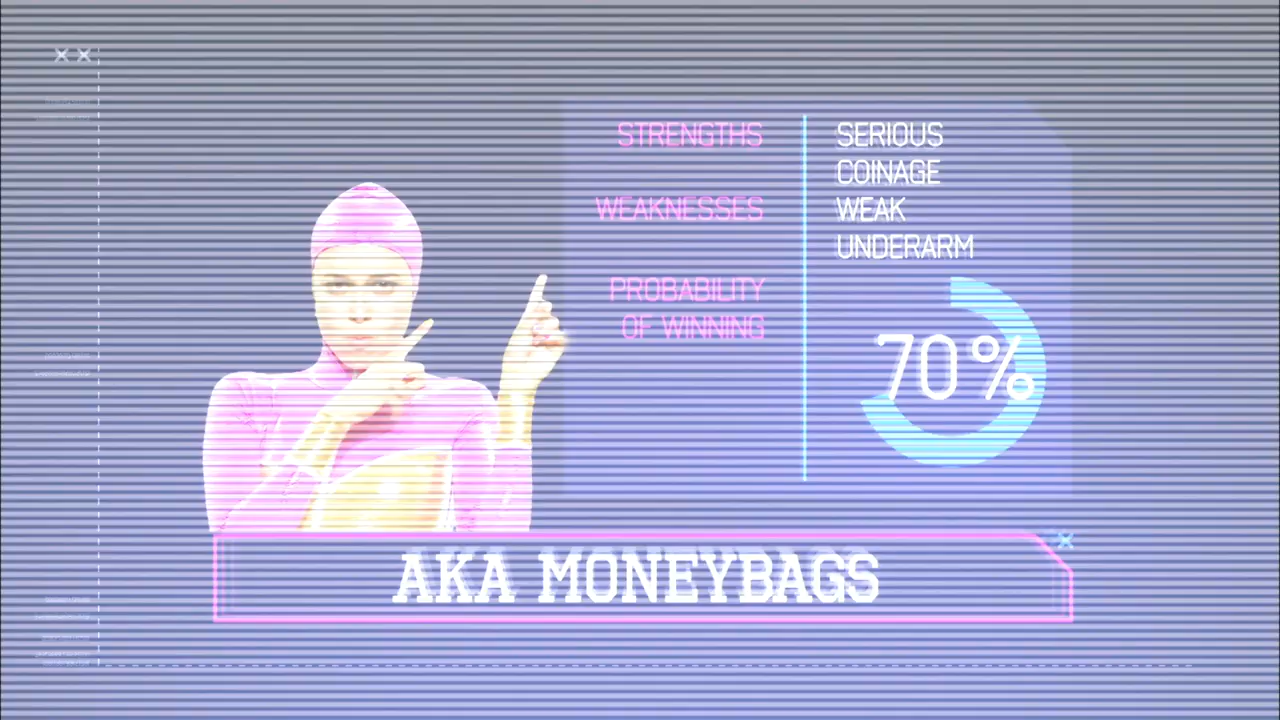 STRENGTHS
SERIOUS
COINAGE
WEAKNESSES
WEAK
UNDERARM
PROBABILITY
OF WINNING
70%
AKA MONEYBAGS